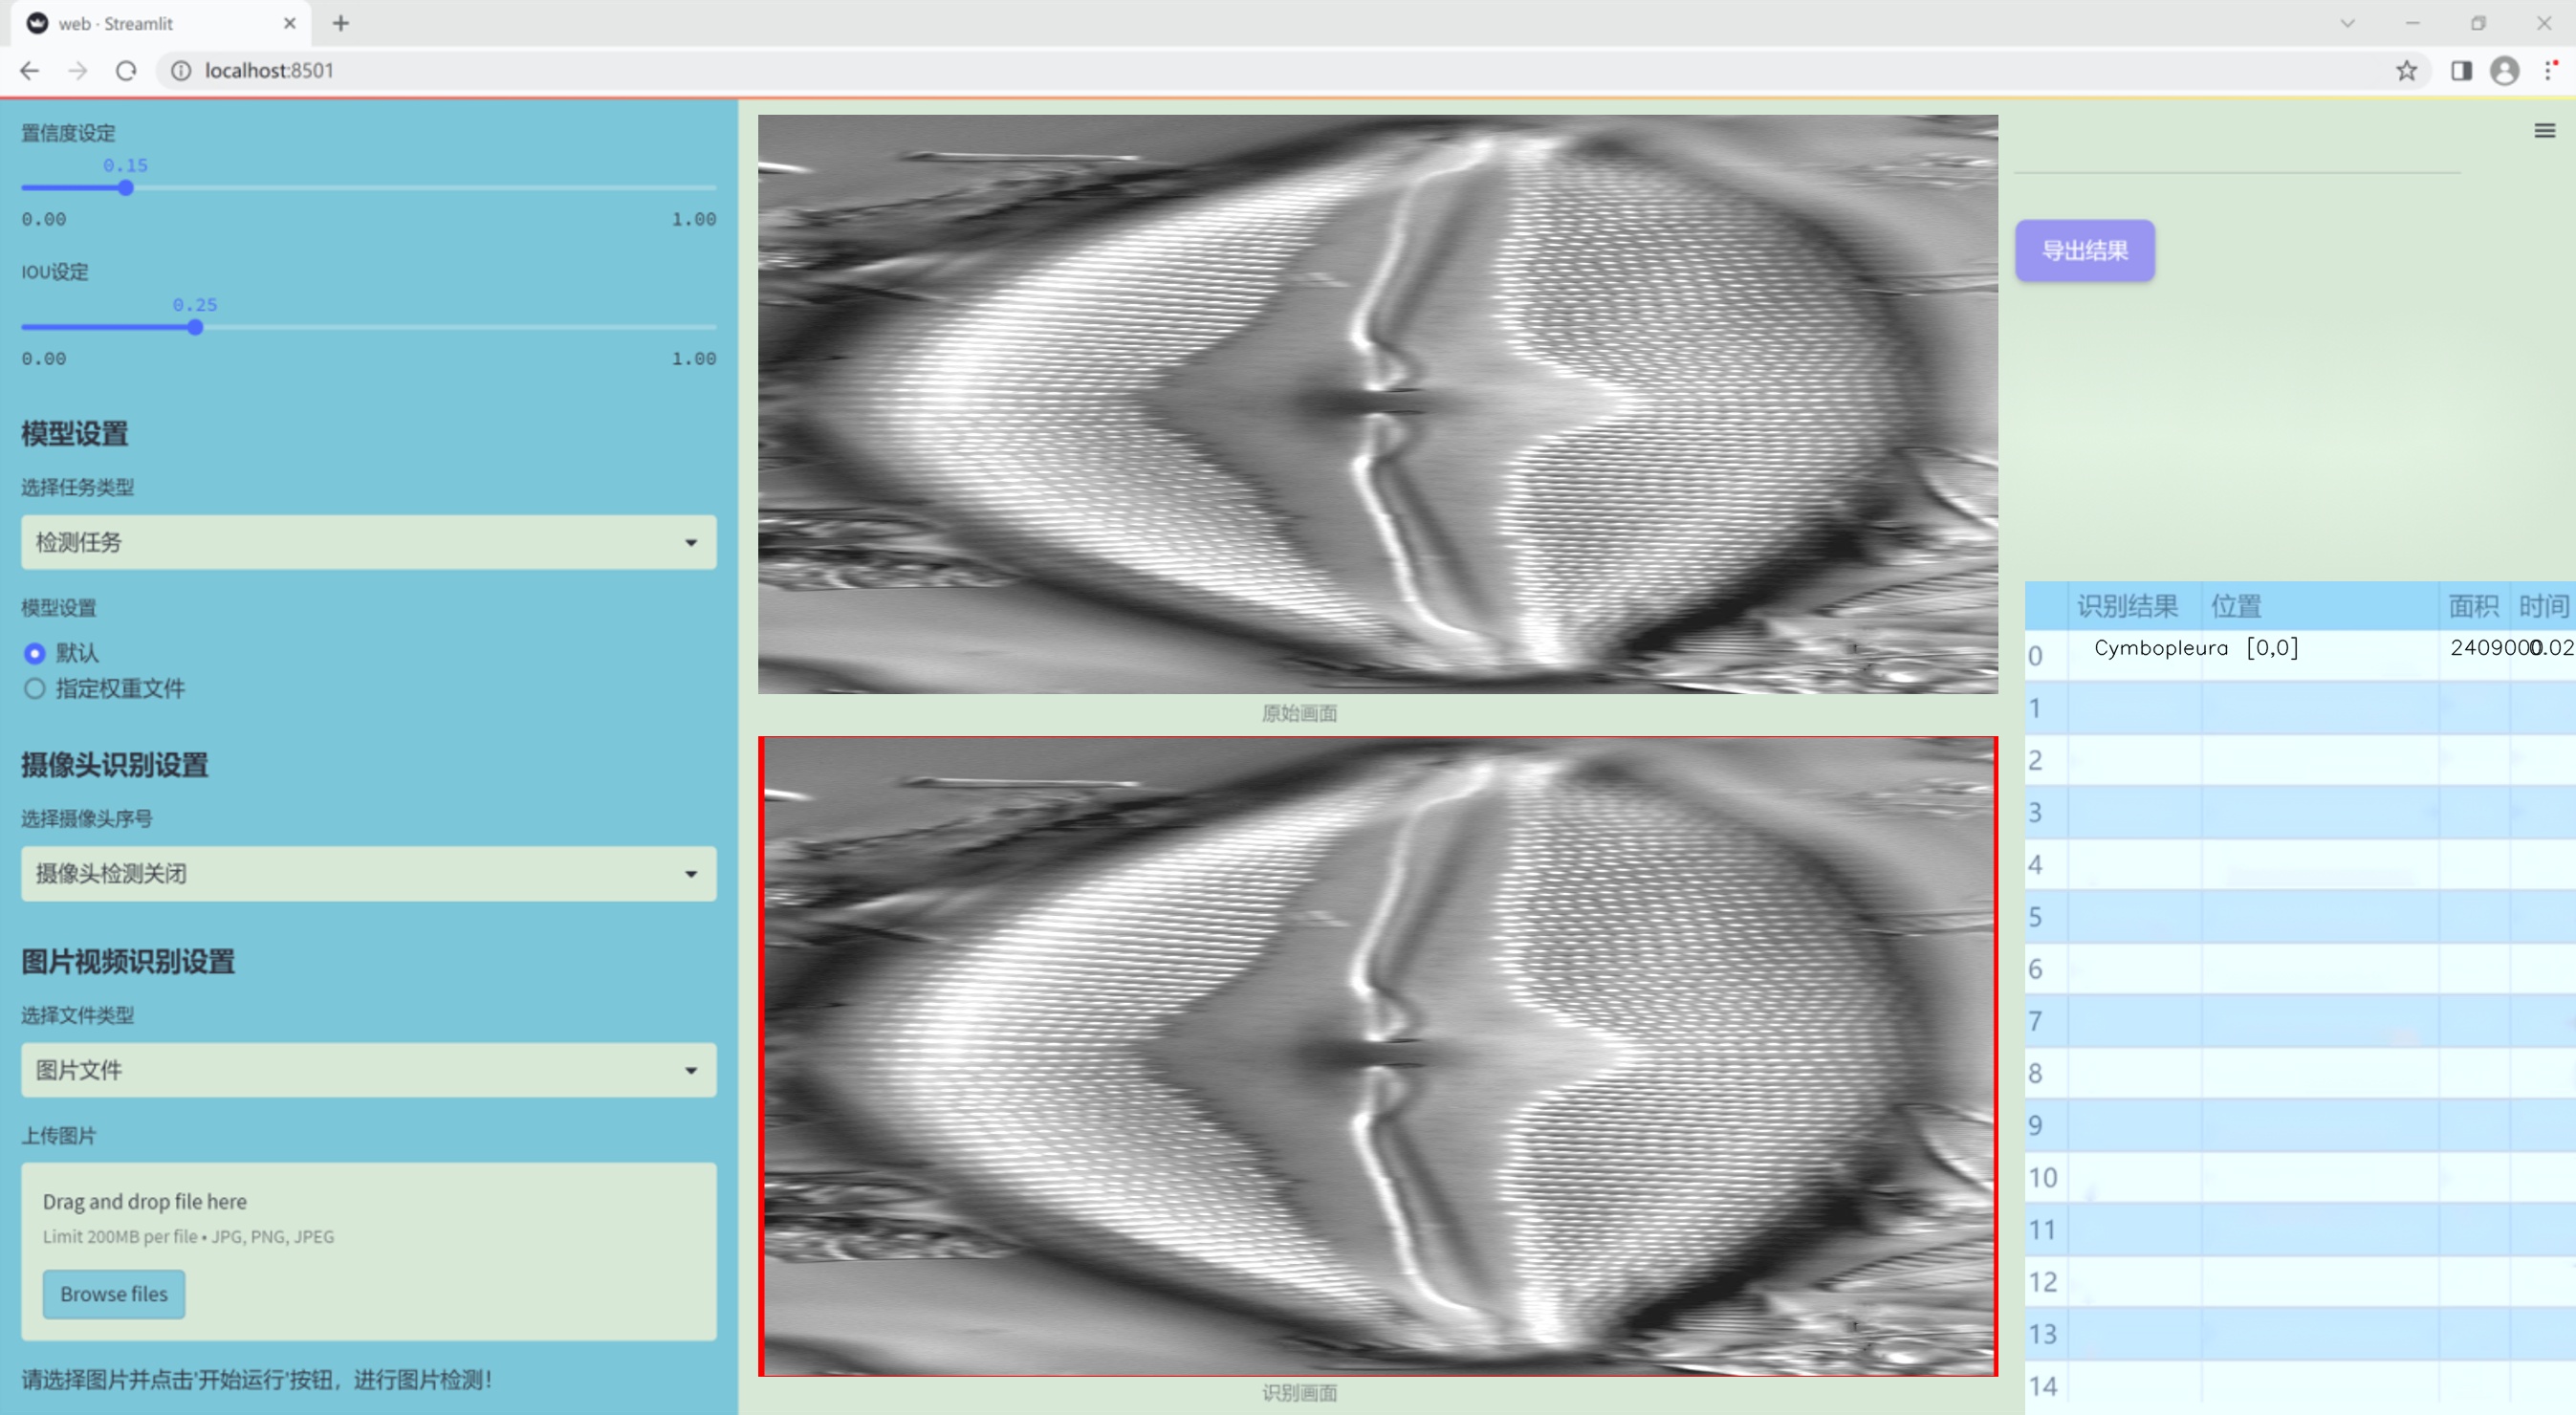 web · Streamlit
localhost:8501
置信度设定
0.15
0.00 1.00
IOU设定
0.25
0.00 1.00
模型设置
选择任务类型
检测任务
模型设置
默认
指定权重文件
摄像头识别设置
选择摄像头序号
摄像头检测关闭
图片视频识别设置
选择文件类型
图片文件
上传图片
Drag and drop file here
Limit 200MB per file • JPG, PNG, JPEG
Browse files
请选择图片并点击'开始运行'按钮，进行图片检测！
原始画面
识别画面
导出结果
识别结果 位置 面积 时间
0 Cymbopleura [0,0] 2409000.02
1
2
3
4
5
6
7
8
9
10
11
12
13
14